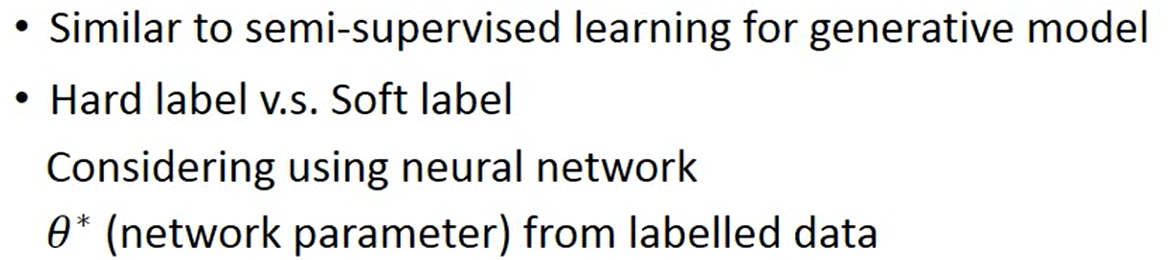 • Similar to semi-supervised learning for generative model
• Hard label v.s. Soft label
Considering using neural network
θ* (network parameter) from labelled data